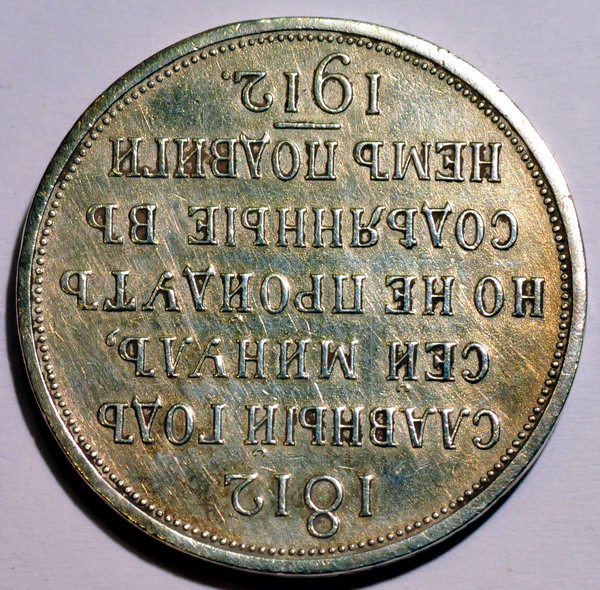 1812
СЛАВНЫЙ ГОДЪ
СЕЙ МИНУЛЪ,
НО НЕ ПРОЙДУТЪ
СОДѢЯННЫЕ ВЪ
НЕМЪ ПОДВИГИ
1912.